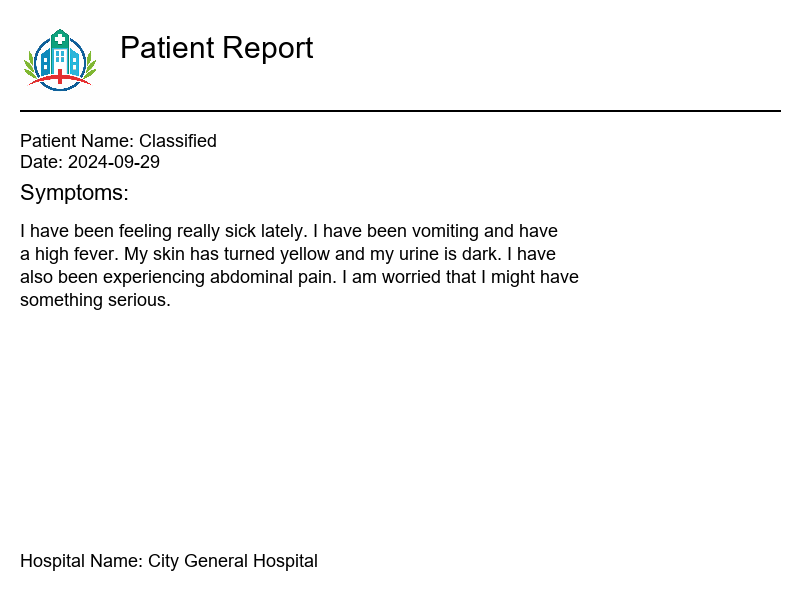 Patient Report
Patient Name: Classified
Date: 2024-09-29
Symptoms:
I have been feeling really sick lately. I have been vomiting and have
a high fever. My skin has turned yellow and my urine is dark. I have
also been experiencing abdominal pain. I am worried that I might have
something serious.
Hospital Name: City General Hospital